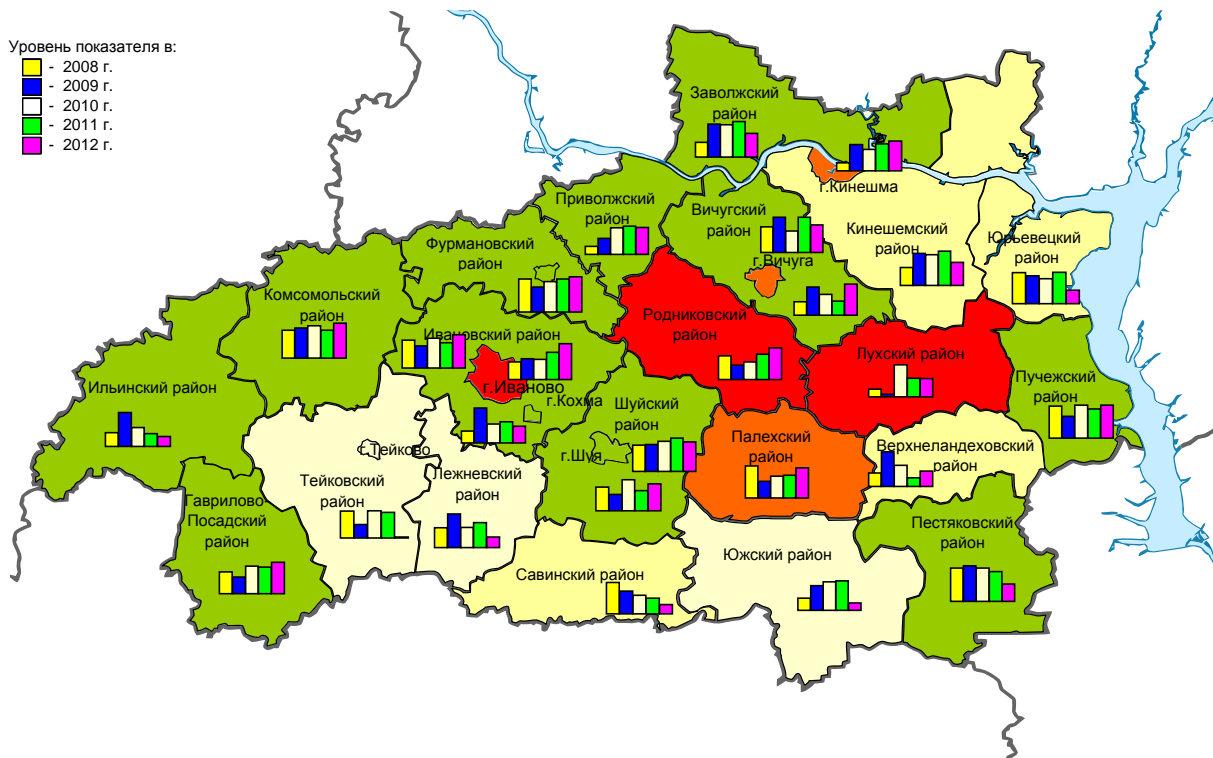 Уровень показателя в:
- 2008 г.
- 2009 г.
- 2010 г.
- 2011 г.
- 2012 г.
Заволжский
район
г.Кинешма
Приволжский
район
Вичугский
район
Кинешемский
район
Юрьевецкий
район
Фурмановский
район
г.Вичуга
Комсомольский
район
Родниковский
район
Ивановский район
Лухский район
Ильинский район
г.Иваново
г.Кохма
Шуйский
район
Пучежский
район
Палехский
район
Верхнеландеховский
район
г.Тейково
г.Шуя
Тейковский
район
Лежневский
район
Гаврилово
Посадский
район
Пестяковский
район
Южский район
Савинский район